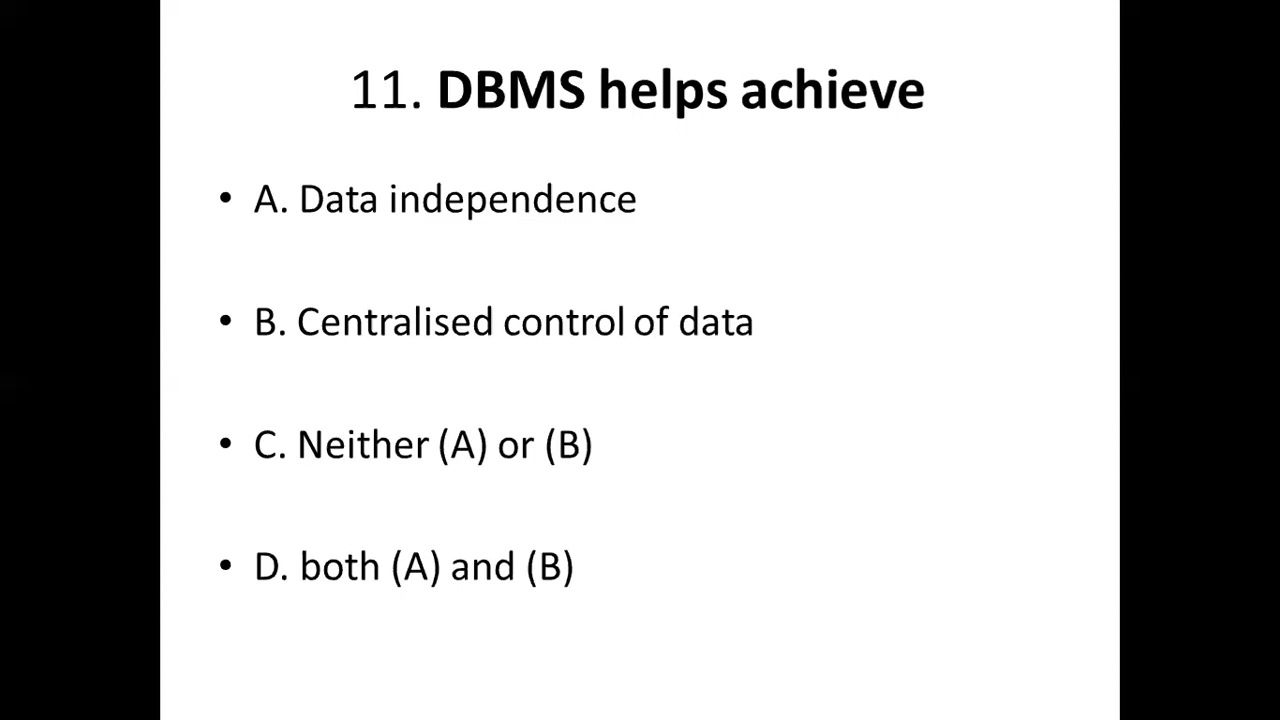 11. DBMS helps achieve
• A. Data independence
• B. Centralised control of data
• C. Neither (A) or (B)
• D. both (A) and (B)